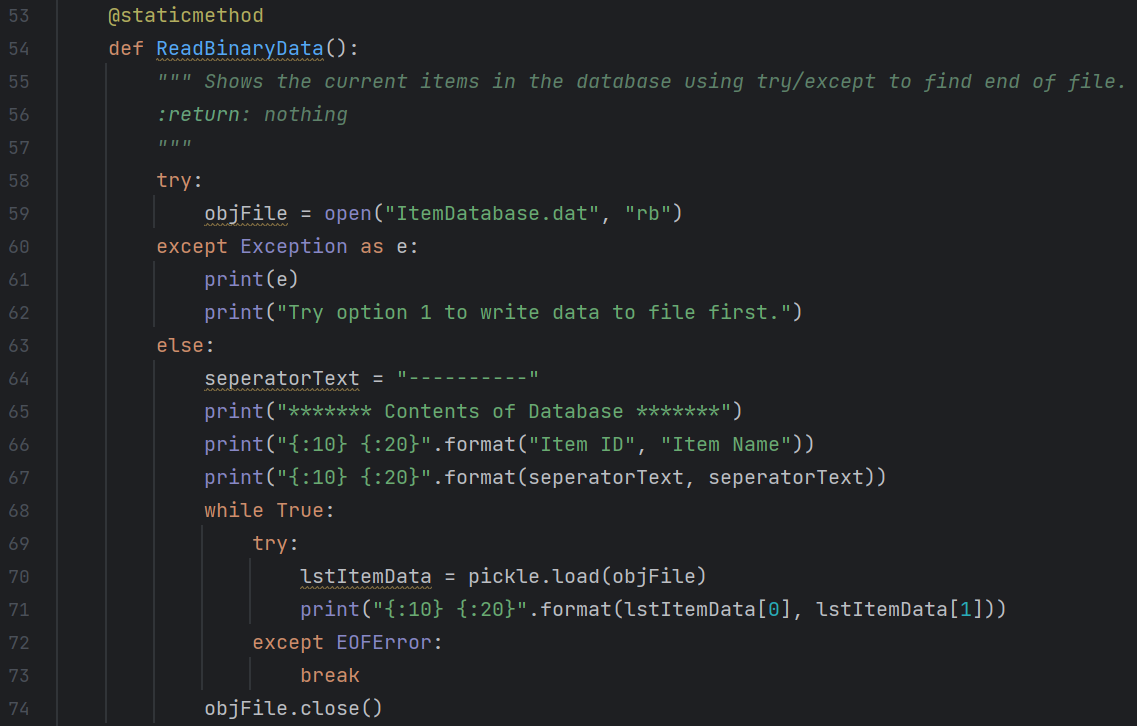 53 @staticmethod
54 def ReadBinaryData():
55 """ Shows the current items in the database using try/except to find end of file.
56 :return: nothing
57 """
58 try:
59 objFile = open("ItemDatabase.dat", "rb")
60 except Exception as e:
61 print(e)
62 print("Try option 1 to write data to file first.")
63 else:
64 seperatorText = "----------"
65 print("******* Contents of Database *******")
66 print("{:10} {:20}".format("Item ID", "Item Name"))
67 print("{:10} {:20}".format(seperatorText, seperatorText))
68 while True:
69 try:
70 lstItemData = pickle.load(objFile)
71 print("{:10} {:20}".format(lstItemData[0], lstItemData[1]))
72 except EOFError:
73 break
74 objFile.close()